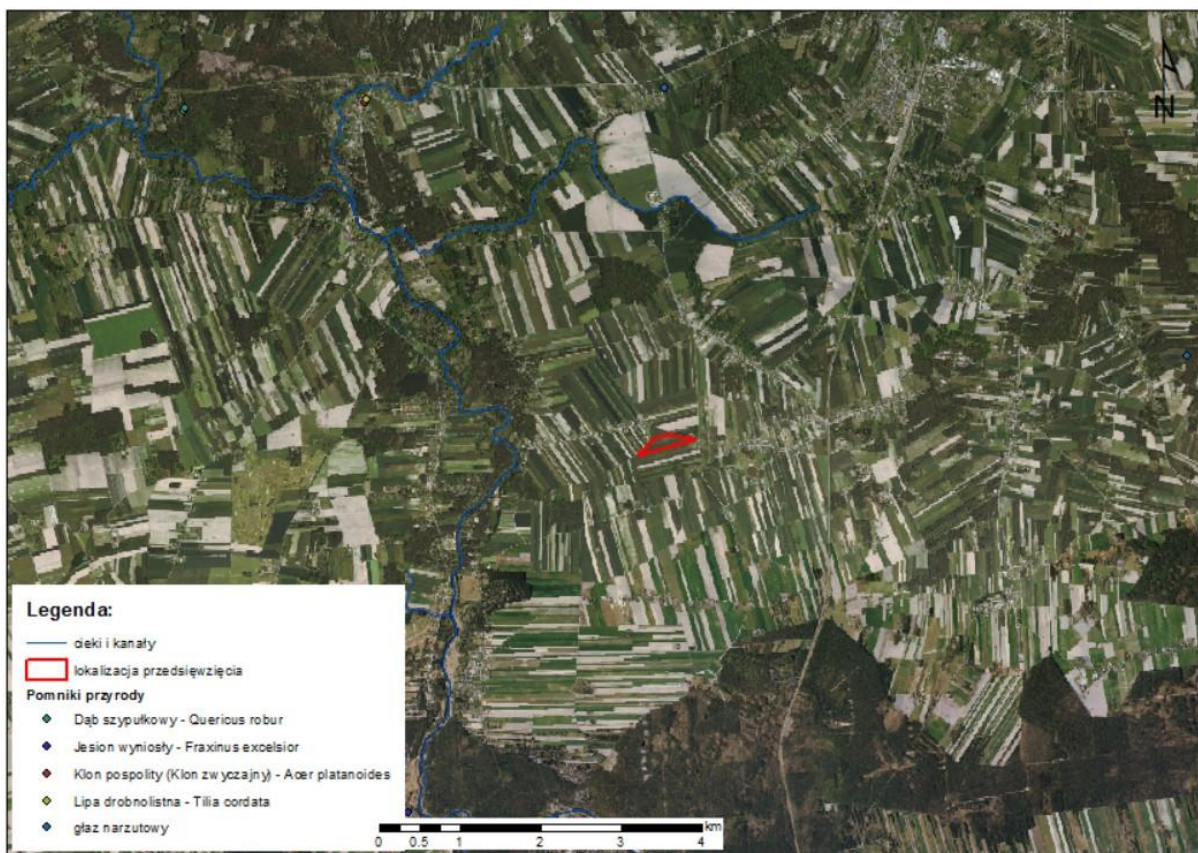 N
Legenda:
cieki i kanały
lokalizacja przedsięwzięcia
Pomniki przyrody
Dąb szypułkowy - Quericus robur
Jesion wyniosły - Fraxinus excelsior
Klon pospolity (Klon zwyczajny) - Acer platanoides
Lipa drobnolistna - Tilia cordata
głaz narzutowy
km
0 0.5 1 2 3 4